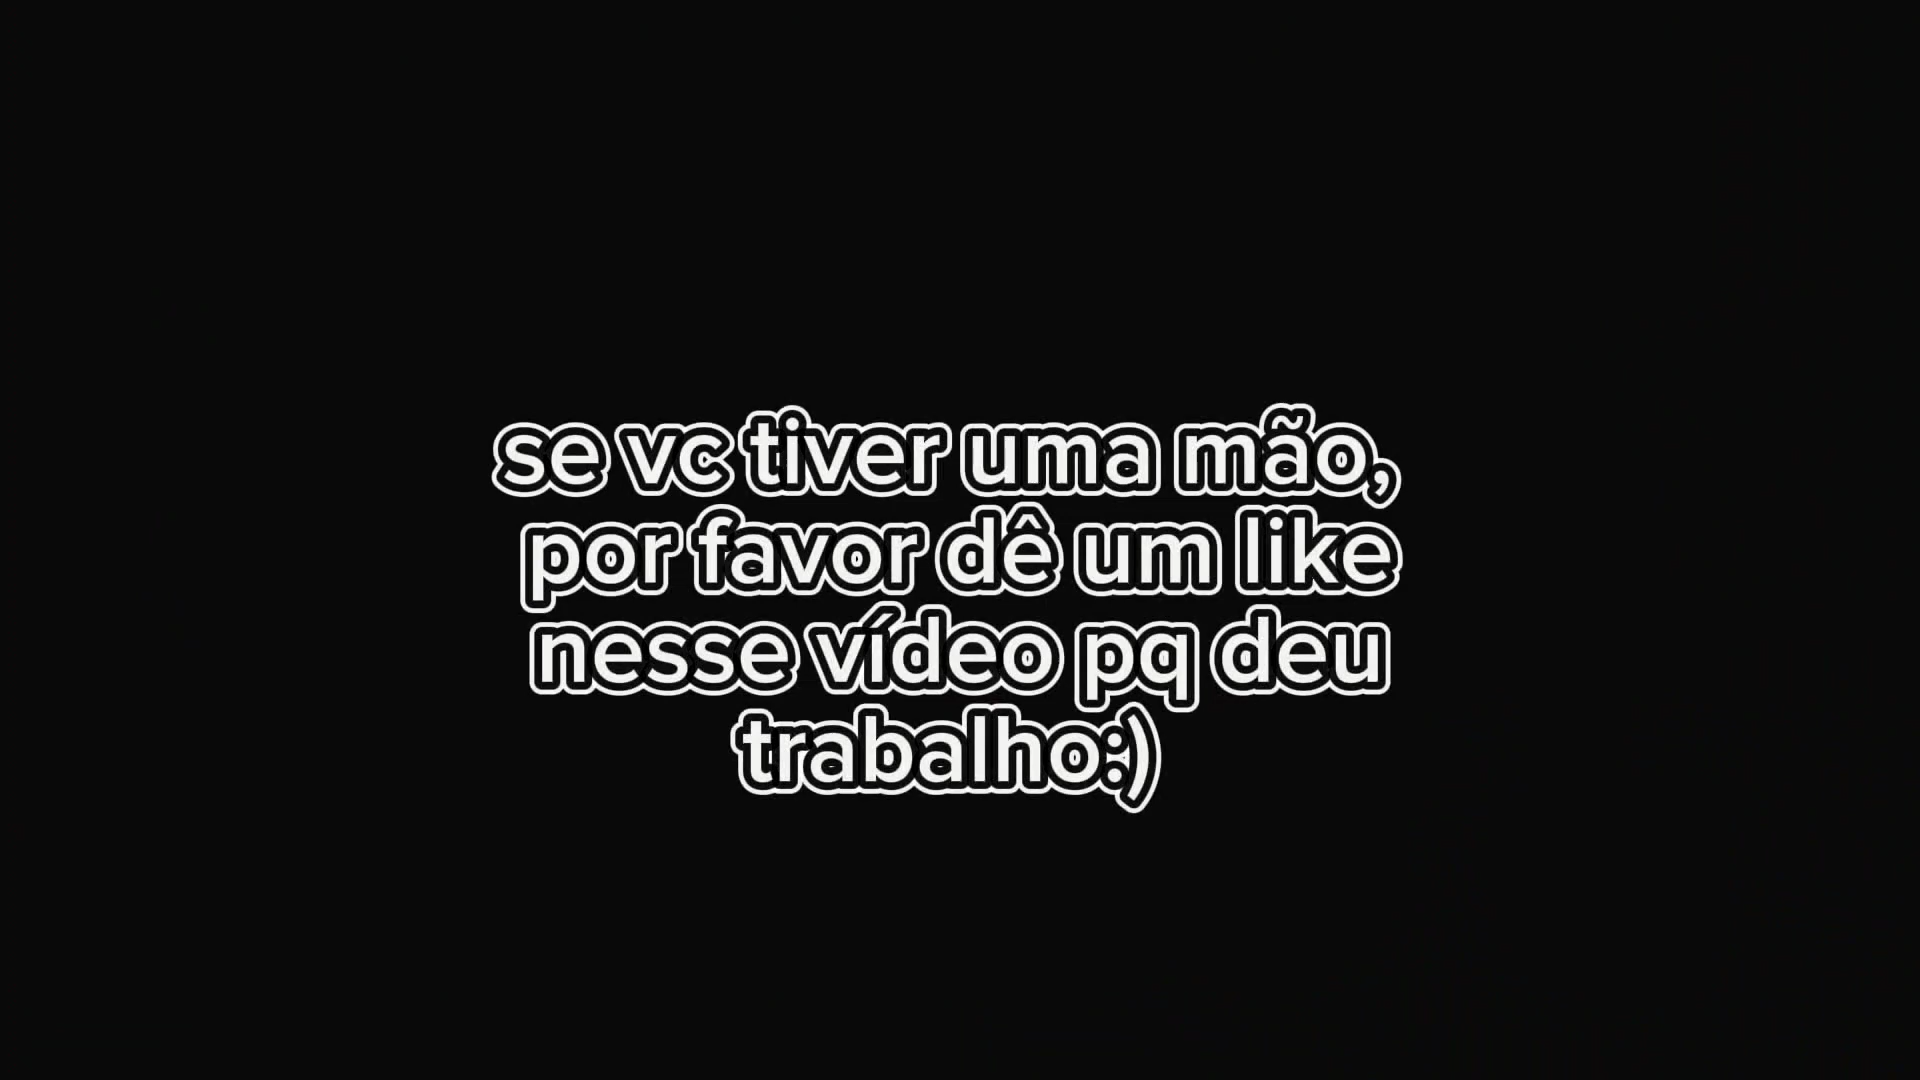 se vc tiver uma mão,
por favor dê um like
nesse vídeo pq deu
trabalho:)